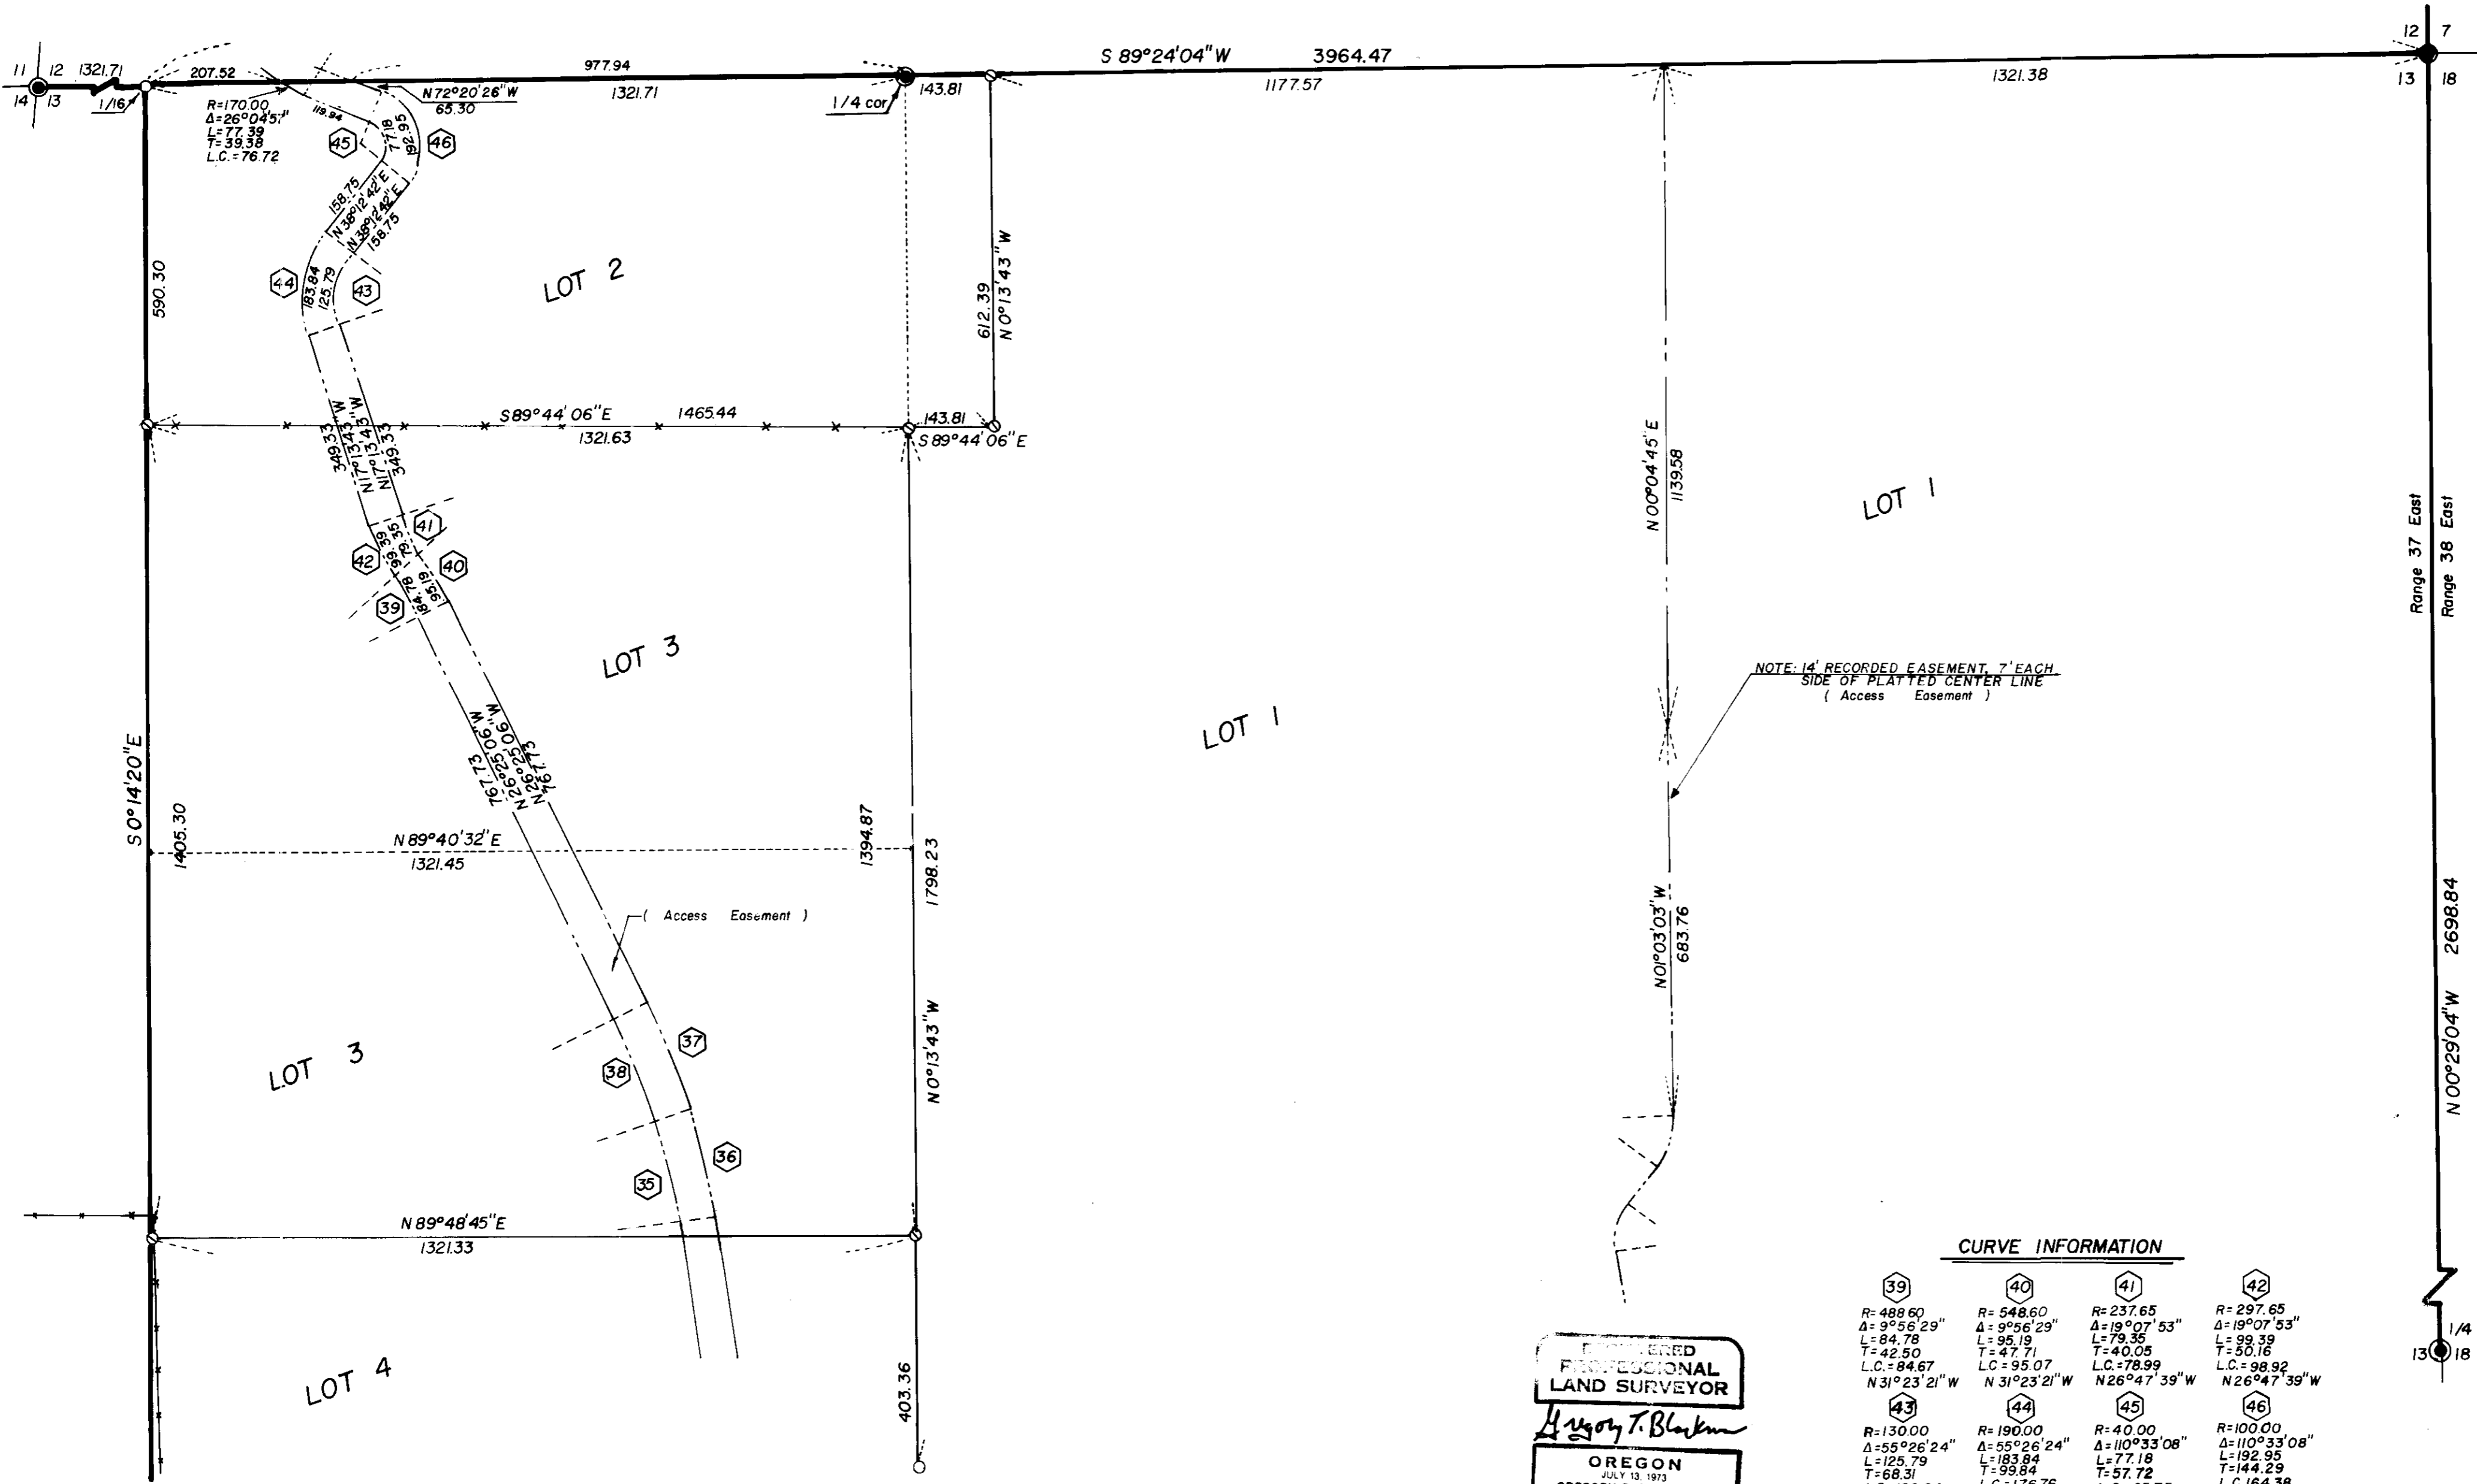 S 89°24'04"W 3964.47
12 7
13 18
11 12 1321.71
14 13
1/16
207.52
977.94
1321.71
1/4 cor
143.81
1177.57
1321.38
N72°20'26"W
65.30
R=170.00
Δ=26°04'57"
L=77.39
T=39.38
L.C.=76.72
119.94
45
77.18
192.95
46
158.75
N38°12'42"E
N38°12'42"E
158.75
590.30
44
183.84
125.79
43
LOT 2
612.39
N0°13'43"W
S89°44'06"E 1465.44
1321.63
143.81
S89°44'06"E
349.33
N17°13'43"W
N17°13'43"W
349.33
N00°04'45"E
1139.58
LOT 1
Range 37 East
Range 38 East
41
79.35
99.39
42
40
95.19
84.78
39
LOT 3
NOTE: 14' RECORDED EASEMENT, 7' EACH
SIDE OF PLATTED CENTER LINE
( Access Easement )
LOT 1
767.73
N26°25'06"W
N26°25'06"W
767.73
S0°14'20"E
1405.30
N89°40'32"E
1321.45
1394.87
1798.23
( Access Easement )
N01°03'03"W
683.76
2698.84
N00°29'04"W
37
38
LOT 3
N0°13'43"W
36
35
N89°48'45"E
1321.33
LOT 4
403.36
CURVE INFORMATION
39 40 41 42
R=488.60 R=548.60 R=237.65 R=297.65
Δ=9°56'29" Δ=9°56'29" Δ=19°07'53" Δ=19°07'53"
L=84.78 L=95.19 L=79.35 L=99.39
T=42.50 T=47.71 T=40.05 T=50.16
L.C.=84.67 L.C=95.07 L.C.=78.99 L.C.=98.92
N31°23'21"W N31°23'21"W N26°47'39"W N26°47'39"W
43 44 45 46
R=130.00 R=190.00 R=40.00 R=100.00
Δ=55°26'24" Δ=55°26'24" Δ=110°33'08" Δ=110°33'08"
L=125.79 L=183.84 L=77.18 L=192.95
T=68.31 T=99.84 T=57.72 T=144.29
1/4
13 18
PROFESSIONAL
LAND SURVEYOR
Gregory T. Blackman
OREGON
JULY 13, 1973